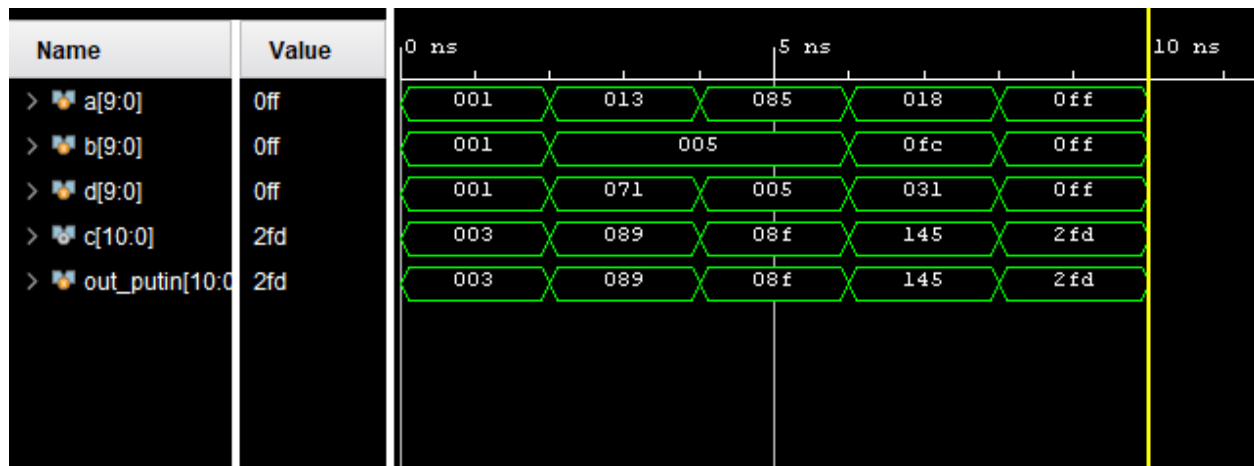 Name Value 0 ns 5 ns 10 ns
> a[9:0] 0ff 001 013 085 018 0ff
> b[9:0] 0ff 001 005 0fc 0ff
> d[9:0] 0ff 001 071 005 031 0ff
> c[10:0] 2fd 003 089 08f 145 2fd
> out_putin[10:0 2fd 003 089 08f 145 2fd